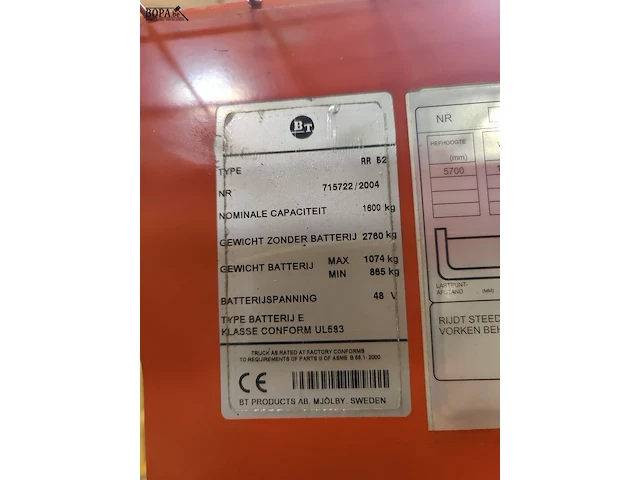 BOPA.BE
BT
TYPE RR B2
NR 715722/2004
NOMINALE CAPACITEIT 1600 kg
GEWICHT ZONDER BATTERIJ 2760 kg
GEWICHT BATTERIJ MAX 1074 kg
MIN 865 kg
BATTERIJSPANNING 48 V
TYPE BATTERIJ E
KLASSE CONFORM UL583
TRUCK AS RATED AT FACTORY CONFORMS
TO REQUIREMENTS OF PARTS III OF ASME B 56.1-2000
CE
BT PRODUCTS AB. MJÖLBY. SWEDEN
NR
HEFHOOGTE
(mm)
5700
LASTPUNT-
AFSTAND (MM)
RIJDT STEED
VORKEN BEH